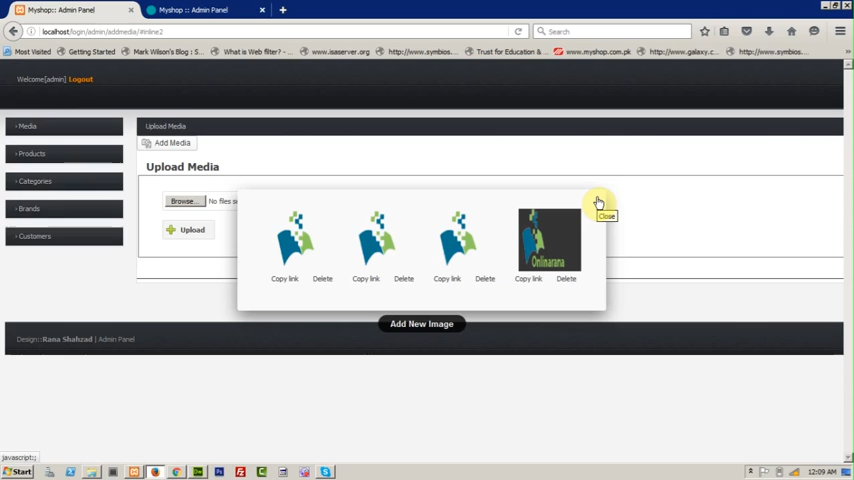 Myshop :: Admin Panel
Myshop :: Admin Panel
localhost/login/admin/addmedia/#inline2
Search
Most Visited
Getting Started
Mark Wilson's Blog : S...
What is Web filter? - ...
www.isaserver.org
http://www.symbios...
Trust for Education & ...
www.myshop.com.pk
http://www.galaxy.c...
http://www.symbios...
Welcome[admin] Logout
› Media
› Products
› Categories
› Brands
› Customers
Upload Media
Add Media
Upload Media
Browse... No files se
Upload
Close
Onlinarana
Copy link Delete
Copy link Delete
Copy link Delete
Copy link Delete
Add New Image
Design::Rana Shahzad | Admin Panel
javascript:;
Start
12:09 AM